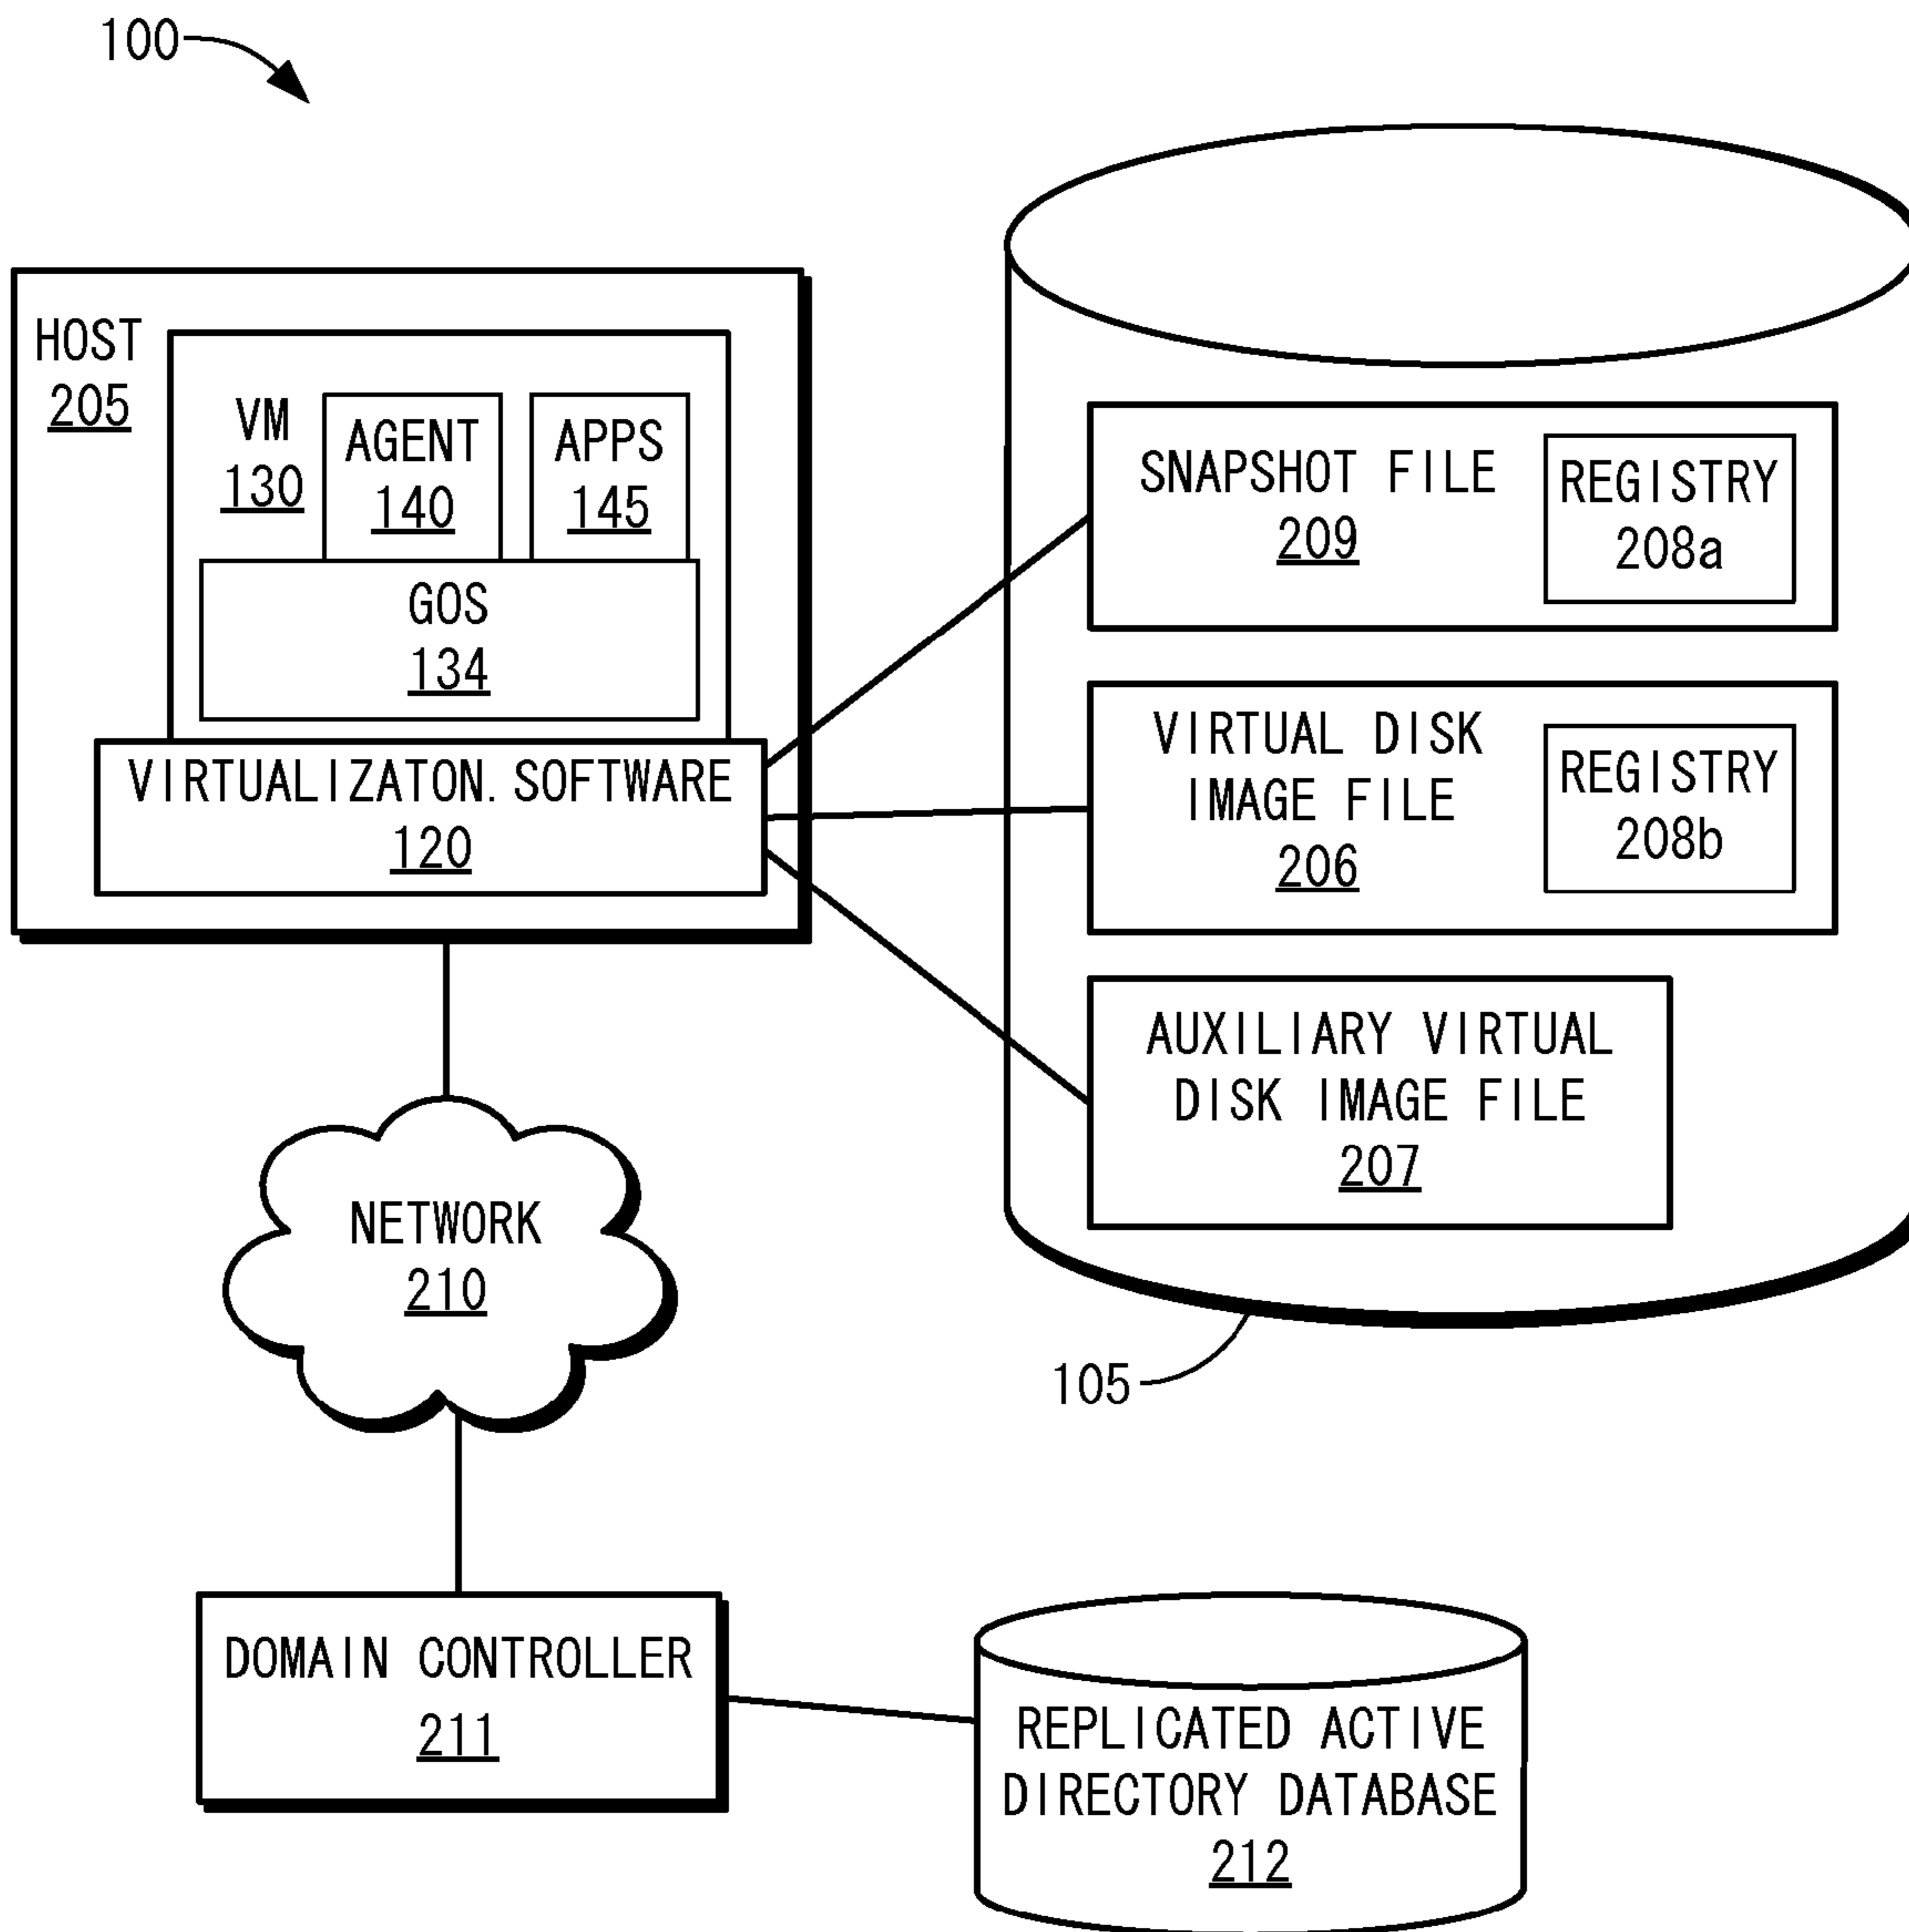 100
HOST
205
VM
130
AGENT
140
APPS
145
GOS
134
VIRTUALIZATON. SOFTWARE
120
SNAPSHOT FILE
209
REGISTRY
208a
VIRTUAL DISK
IMAGE FILE
206
REGISTRY
208b
AUXILIARY VIRTUAL
DISK IMAGE FILE
207
105
NETWORK
210
DOMAIN CONTROLLER
211
REPLICATED ACTIVE
DIRECTORY DATABASE
212